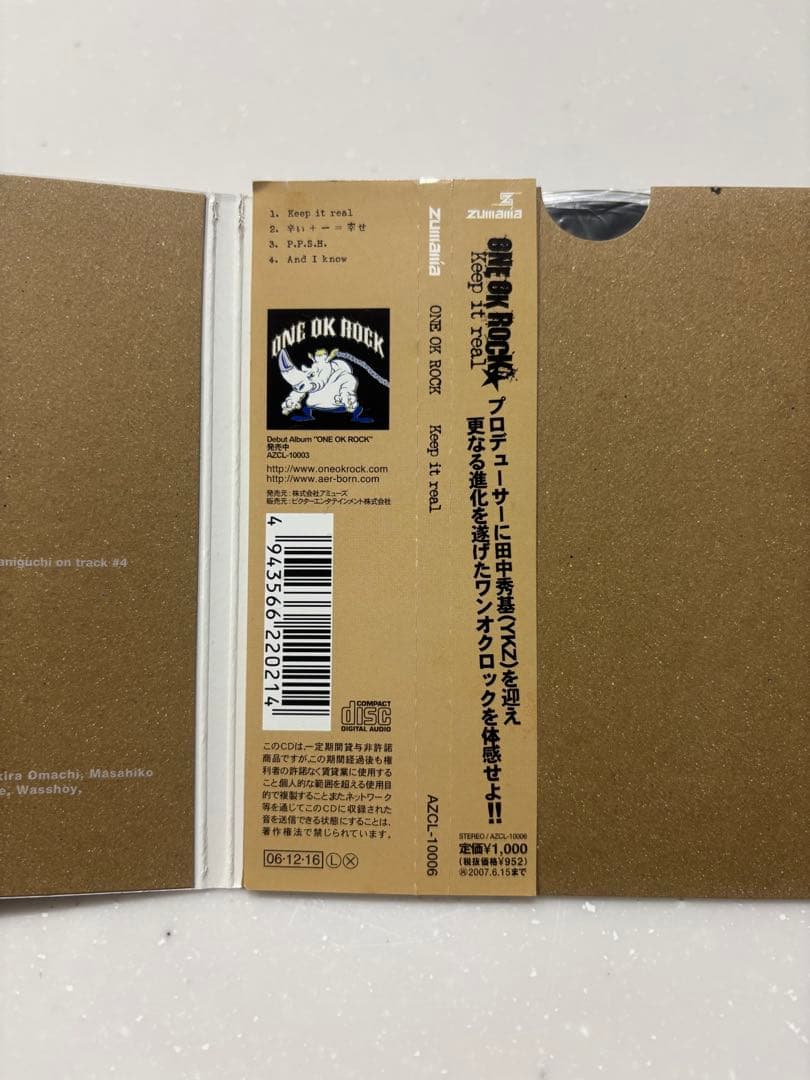 aniguchi on track #4
kira Omachi, Masahiko
e, Wasshoy,
1. Keep it real
2. 辛い + 一 = 幸せ
3. P.P.S.H.
4. And I know
ONE OK ROCK
Debut Album "ONE OK ROCK"
発売中
AZCL-10003
http://www.oneokrock.com
http://www.aer-born.com
発売元：株式会社アミューズ
販売元：ビクターエンタテインメント株式会社
4 943566 220214
COMPACT
disc
DIGITAL AUDIO
このCDは、一定期間貸与非許諾
商品ですが、この期間経過後も権
利者の許諾なく賃貸業に使用する
こと個人的な範囲を超える使用目
的で複製することまたネットワーク
等を通じてこのCDに収録された
音を送信できる状態にすることは、
著作権法で禁じられています。
06・12・16 Ⓛ Ⓧ
zumania
ONE OK ROCK
Keep it real
AZCL-10006
zumania
ONE OK ROCK
Keep it real
プロデューサーに田中秀基(YKZ)を迎え
更なる進化を遂げたワンオクロックを体感せよ!!
STEREO / AZCL-10006
定価¥1,000
(税抜価格¥952)
Ⓗ2007.6.15まで